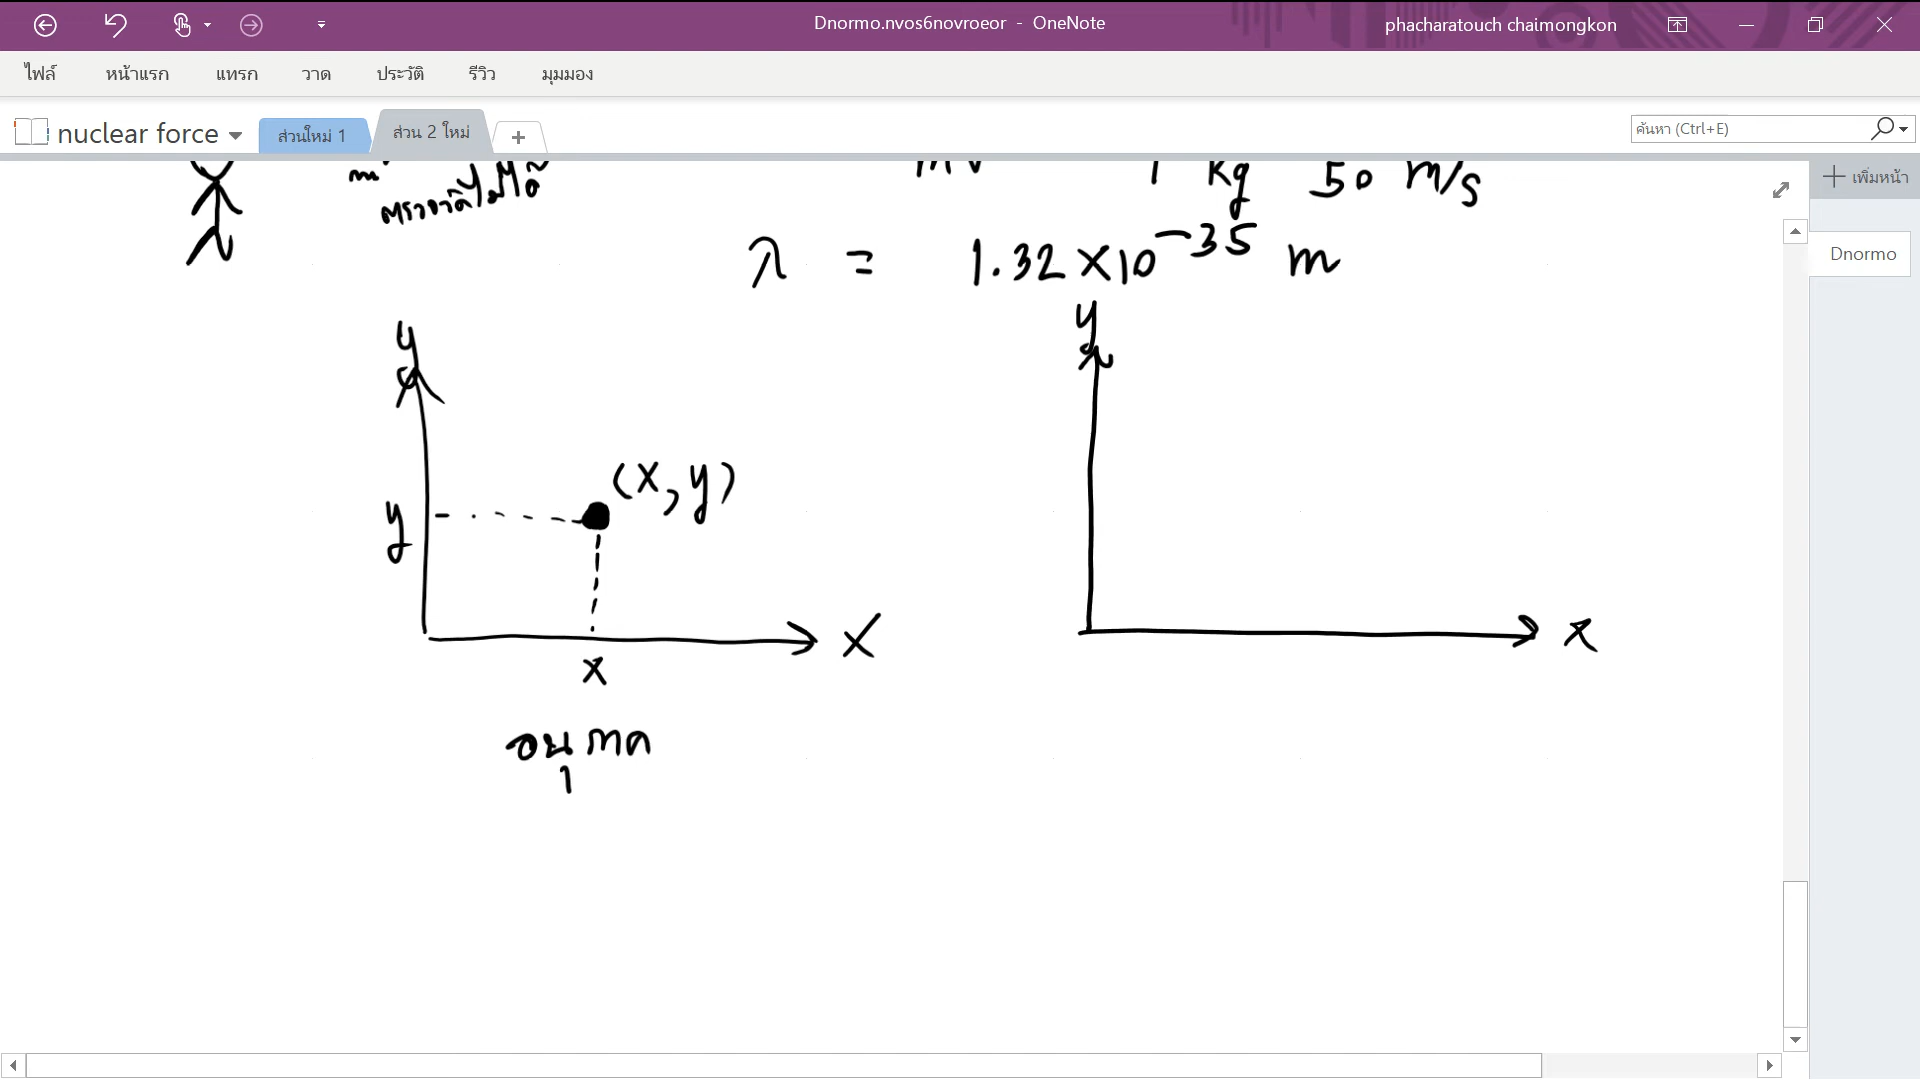 Dnormo.nvos6novroeor - OneNote
phacharatouch chaimongkon
ไฟล์ หน้าแรก แทรก วาด ประวัติ รีวิว มุมมอง
nuclear force
ส่วนใหม่ 1
ส่วน 2 ใหม่
ค้นหา (Ctrl+E)
เพิ่มหน้า
Dnormo
mv 1 kg 50 m/s
λ = 1.32 × 10⁻³⁵ m
y
(x, y)
y
x
x
อนุภาค
y
x